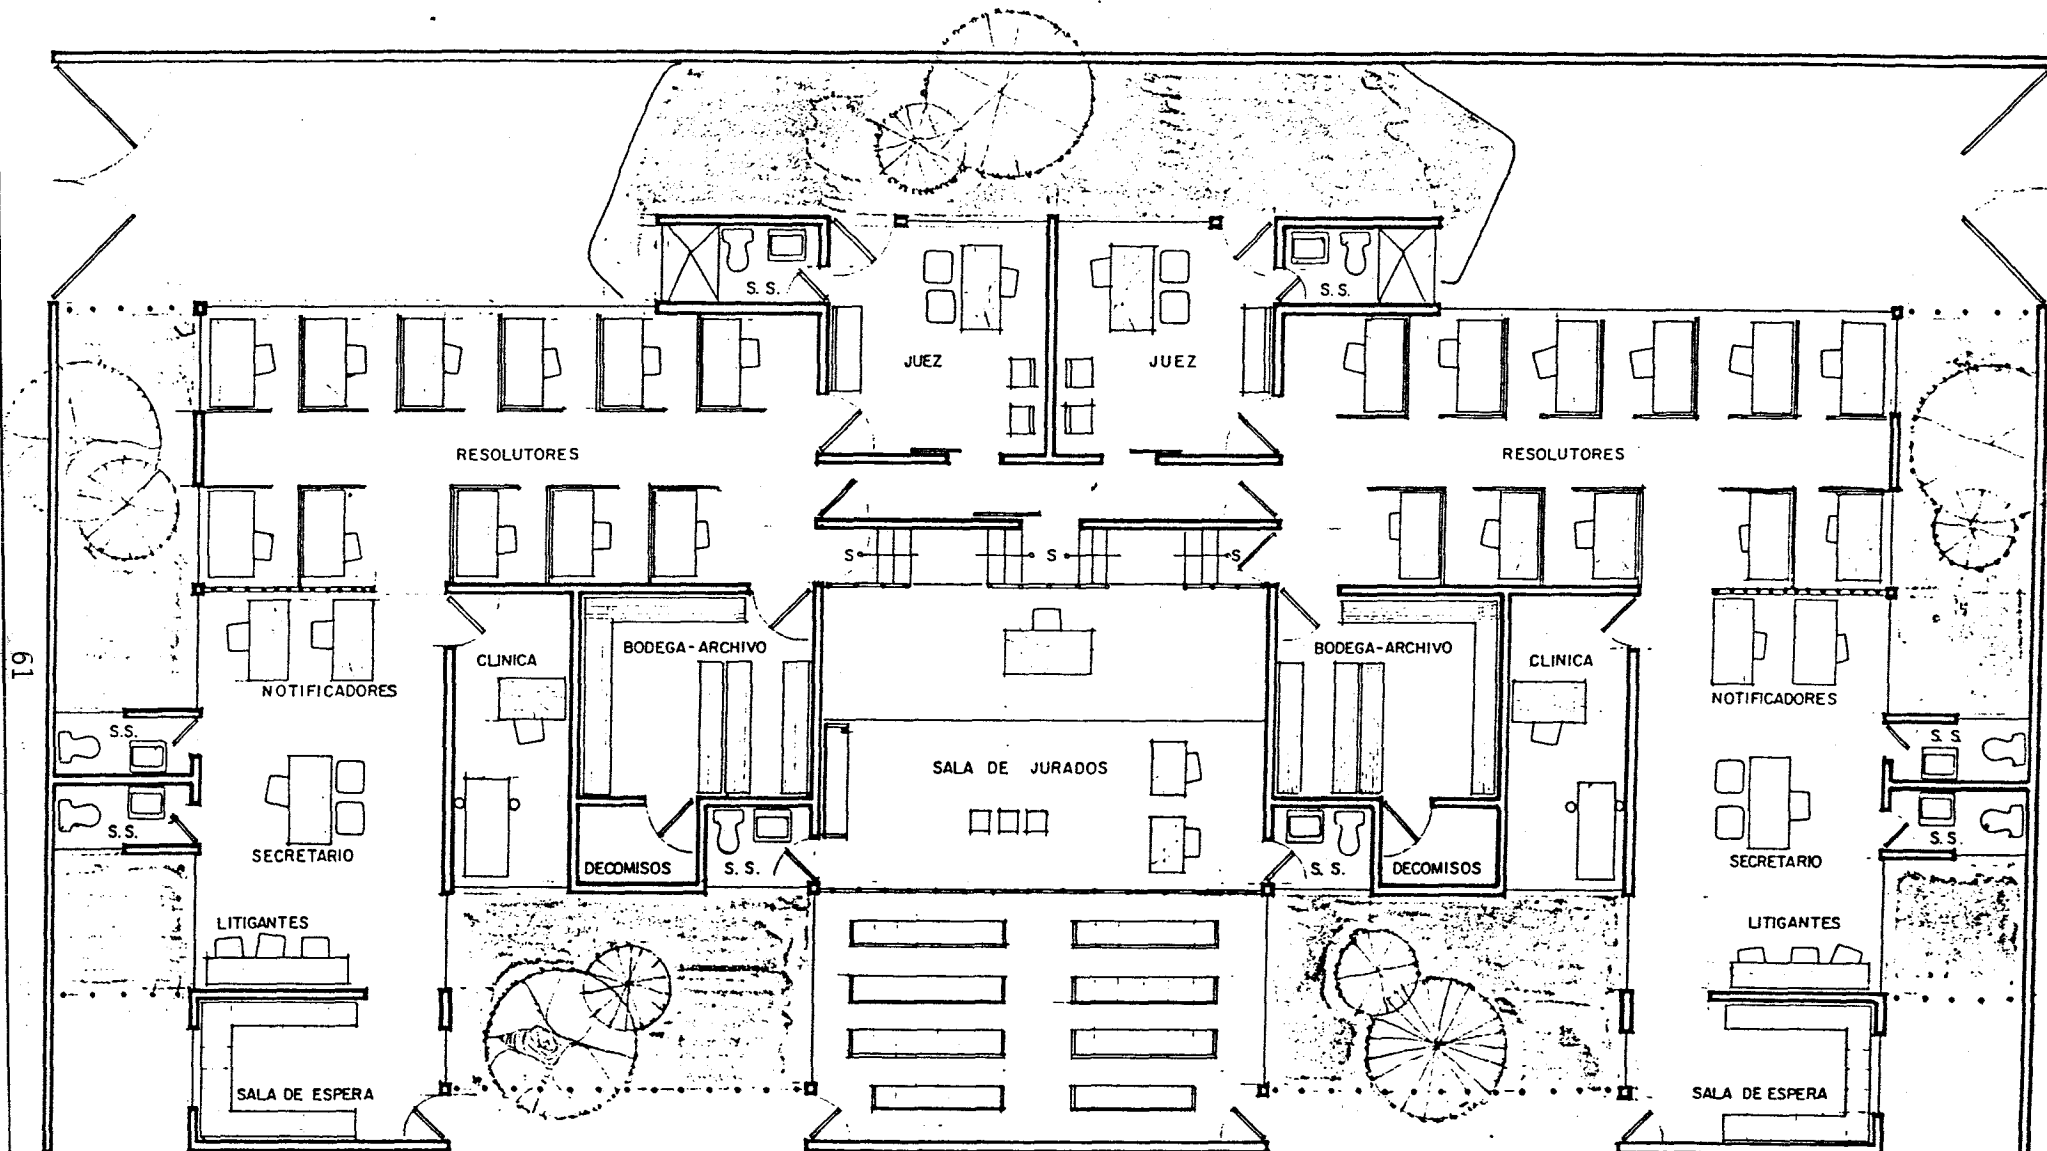 S. S.
S. S.
JUEZ
JUEZ
RESOLUTORES
RESOLUTORES
S
S
S
61
CLINICA
BODEGA-ARCHIVO
BODEGA-ARCHIVO
CLINICA
NOTIFICADORES
NOTIFICADORES
S.S.
S. S.
SALA DE JURADOS
S.S.
S.S.
SECRETARIO
SECRETARIO
DECOMISOS
S. S.
S. S.
DECOMISOS
LITIGANTES
LITIGANTES
SALA DE ESPERA
SALA DE ESPERA